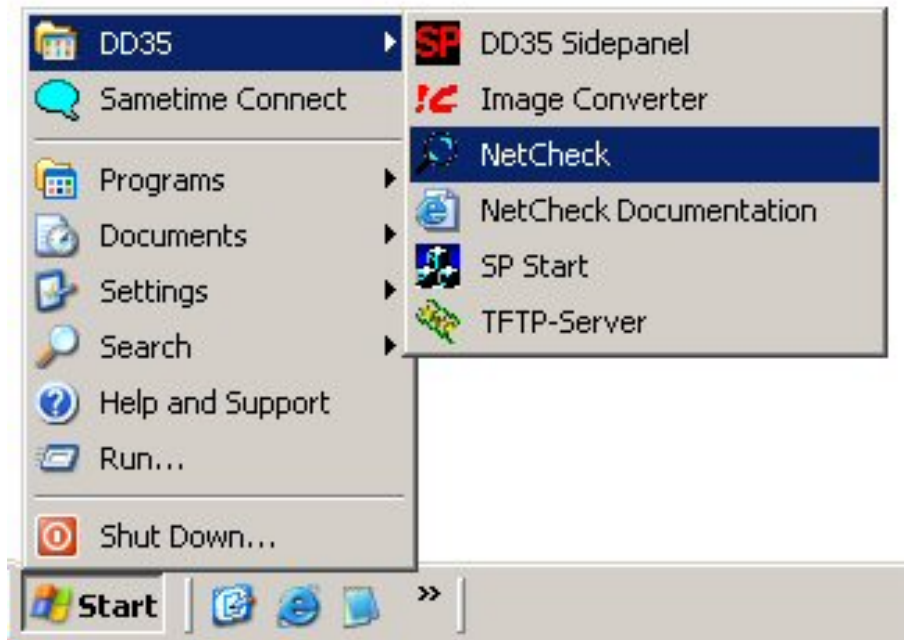 DD35
Sametime Connect
Programs
Documents
Settings
Search
Help and Support
Run...
Shut Down...
SP DD35 Sidepanel
!C Image Converter
NetCheck
NetCheck Documentation
SP Start
TFTP-Server
Start »